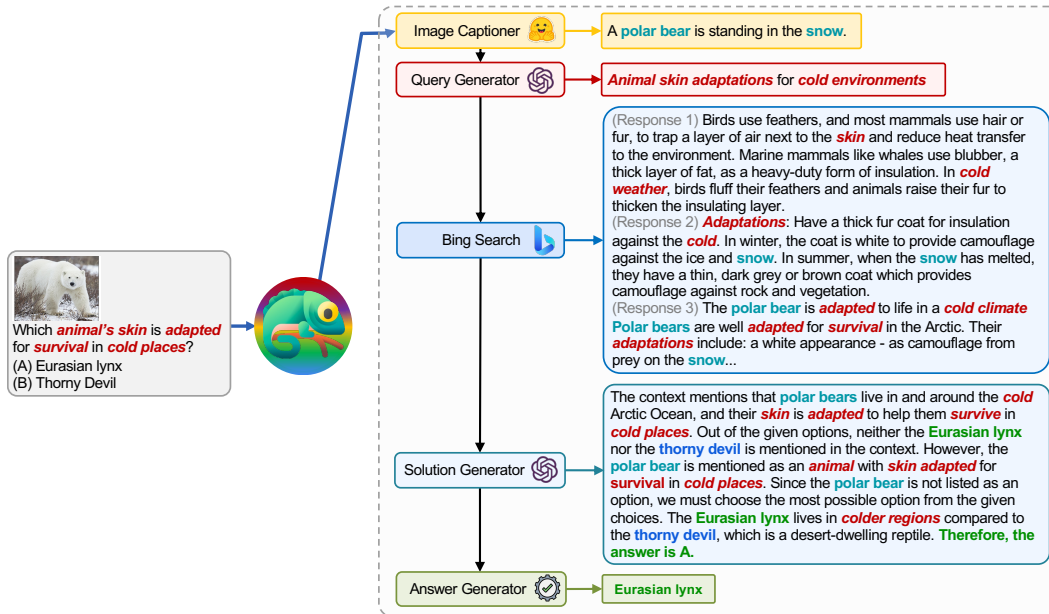 Which animal's skin is adapted
for survival in cold places?
(A) Eurasian lynx
(B) Thorny Devil
Image Captioner
A polar bear is standing in the snow.
Query Generator
Animal skin adaptations for cold environments
Bing Search
(Response 1) Birds use feathers, and most mammals use hair or
fur, to trap a layer of air next to the skin and reduce heat transfer
to the environment. Marine mammals like whales use blubber, a
thick layer of fat, as a heavy-duty form of insulation. In cold
weather, birds fluff their feathers and animals raise their fur to
thicken the insulating layer.
(Response 2) Adaptations: Have a thick fur coat for insulation
against the cold. In winter, the coat is white to provide camouflage
against the ice and snow. In summer, when the snow has melted,
they have a thin, dark grey or brown coat which provides
camouflage against rock and vegetation.
(Response 3) The polar bear is adapted to life in a cold climate
Polar bears are well adapted for survival in the Arctic. Their
adaptations include: a white appearance - as camouflage from
prey on the snow...
Solution Generator
The context mentions that polar bears live in and around the cold
Arctic Ocean, and their skin is adapted to help them survive in
cold places. Out of the given options, neither the Eurasian lynx
nor the thorny devil is mentioned in the context. However, the
polar bear is mentioned as an animal with skin adapted for
survival in cold places. Since the polar bear is not listed as an
option, we must choose the most possible option from the given
choices. The Eurasian lynx lives in colder regions compared to
the thorny devil, which is a desert-dwelling reptile. Therefore, the
answer is A.
Answer Generator
Eurasian lynx